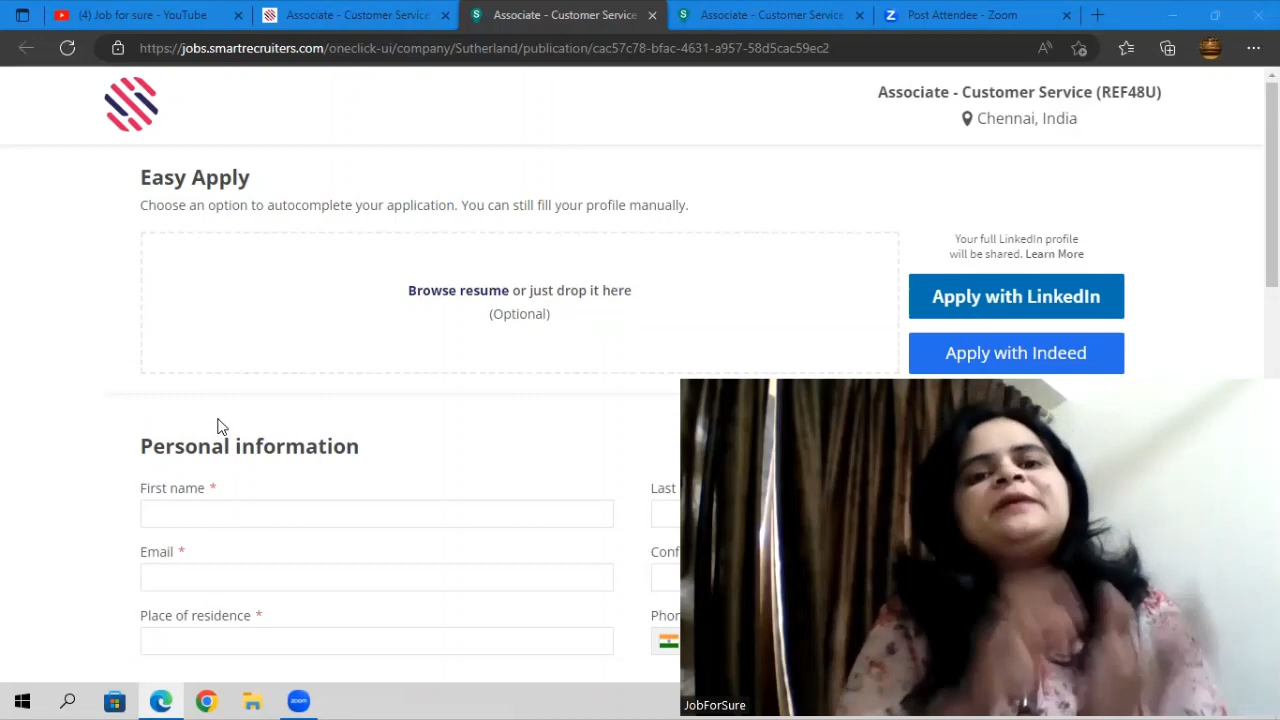 (4) Job for sure - YouTube
Associate - Customer Service
Associate - Customer Service
Associate - Customer Service
Post Attendee - Zoom
https://jobs.smartrecruiters.com/oneclick-ui/company/Sutherland/publication/cac57c78-bfac-4631-a957-58d5cac59ec2
Associate - Customer Service (REF48U)
Chennai, India
Easy Apply
Choose an option to autocomplete your application. You can still fill your profile manually.
Browse resume or just drop it here
(Optional)
Your full LinkedIn profile
will be shared. Learn More
Apply with LinkedIn
Apply with Indeed
Personal information
First name *
Last
Email *
Conf
Place of residence *
Phon
zoom
JobForSure